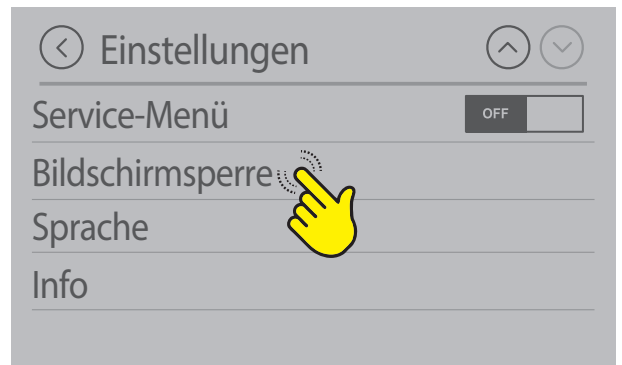 Einstellungen
Service-Menü OFF
Bildschirmsperre
Sprache
Info